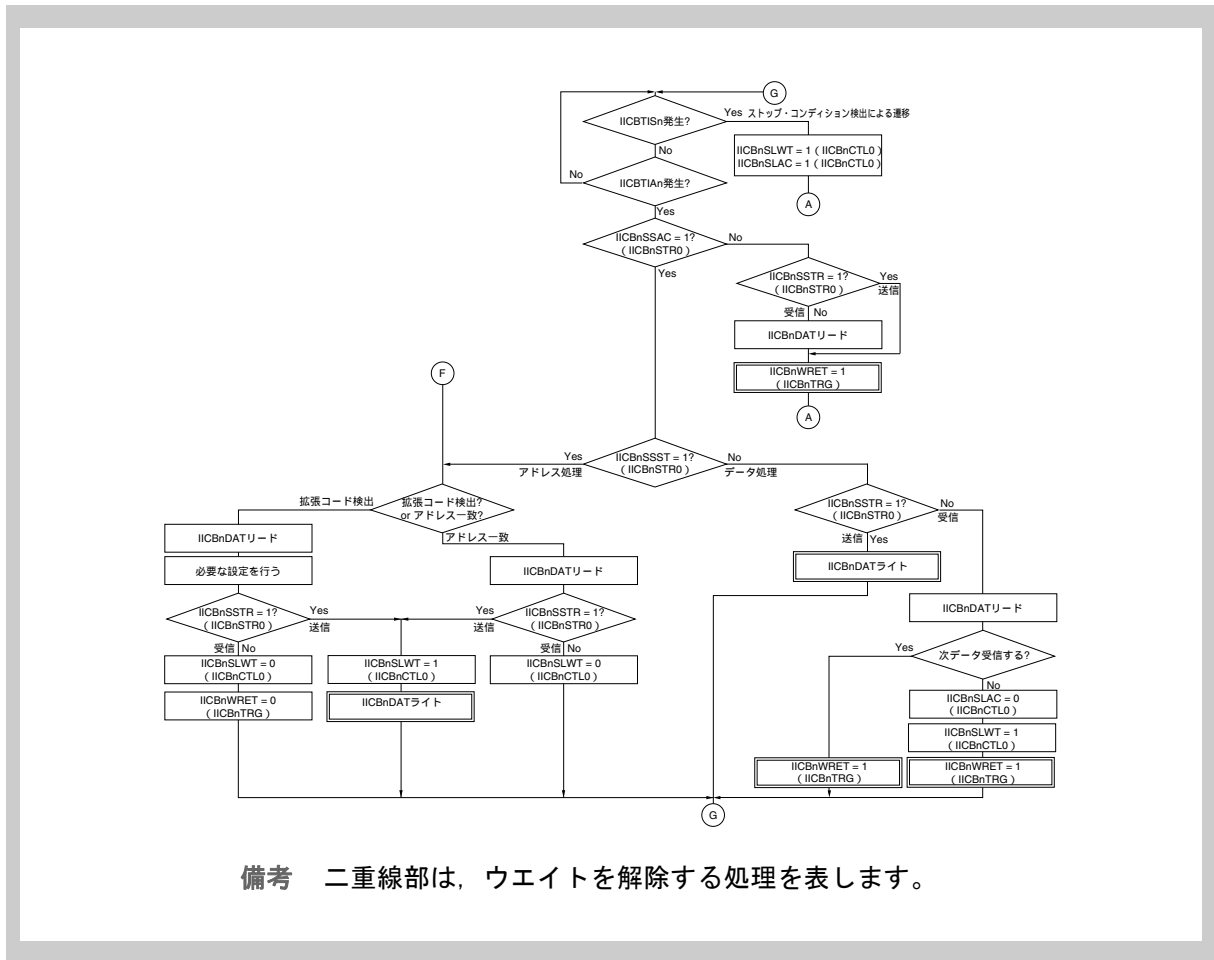 G
IICBTISn発生?
Yes ストップ・コンディション検出による遷移
No
IICBnSLWT = 1 ( IICBnCTL0 )
IICBnSLAC = 1 ( IICBnCTL0 )
A
No
IICBTIAn発生?
Yes
IICBnSSAC = 1?
( IICBnSTR0 )
No
Yes
IICBnSSTR = 1?
( IICBnSTR0 )
Yes
送信
受信 No
IICBnDATリード
IICBnWRET = 1
( IICBnTRG )
A
F
Yes
アドレス処理
IICBnSSST = 1?
( IICBnSTR0 )
No
データ処理
拡張コード検出
拡張コード検出?
or アドレス一致?
アドレス一致
IICBnDATリード
必要な設定を行う
IICBnSSTR = 1?
( IICBnSTR0 )
Yes
送信
受信 No
IICBnSLWT = 0
( IICBnCTL0 )
IICBnWRET = 0
( IICBnTRG )
IICBnSLWT = 1
( IICBnCTL0 )
IICBnDATライト
IICBnDATリード
Yes
送信
IICBnSSTR = 1?
( IICBnSTR0 )
受信 No
IICBnSLWT = 0
( IICBnCTL0 )
IICBnSSTR = 1?
( IICBnSTR0 )
No
受信
送信 Yes
IICBnDATライト
IICBnDATリード
Yes
次データ受信する?
No
IICBnSLAC = 0
( IICBnCTL0 )
IICBnSLWT = 1
( IICBnCTL0 )
IICBnWRET = 1
( IICBnTRG )
IICBnWRET = 1
( IICBnTRG )
G
備考 二重線部は，ウエイトを解除する処理を表します。